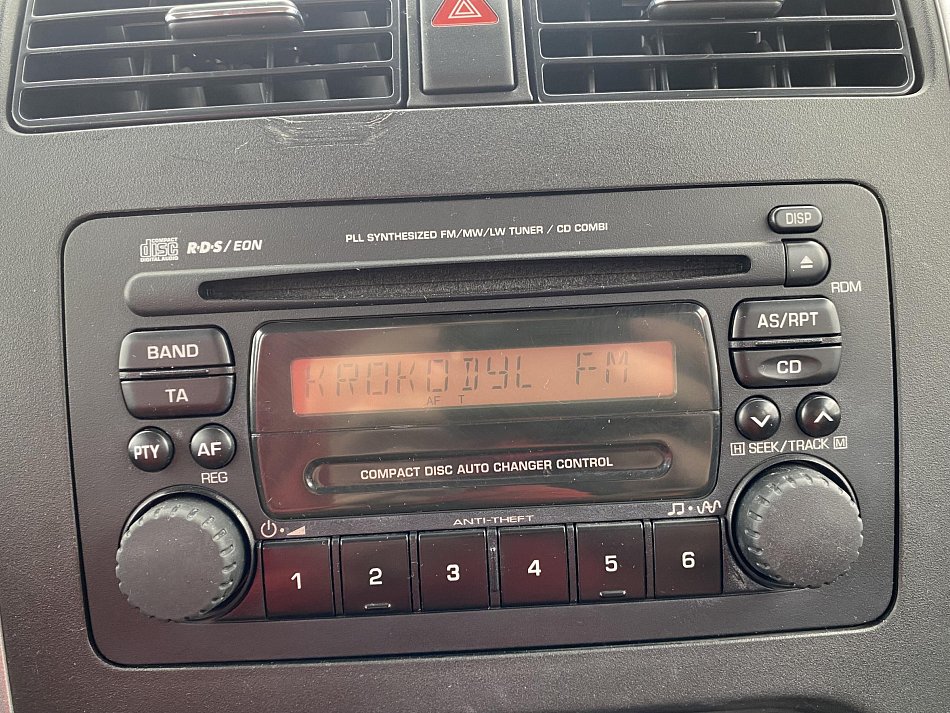 DISP
COMPACT
disc
DIGITAL AUDIO
R·D·S/EON
PLL SYNTHESIZED FM/MW/LW TUNER / CD COMBI
RDM
BAND
AS/RPT
TA
CD
KROKODYL FM
AF T
PTY
AF
REG
H SEEK/TRACK M
COMPACT DISC AUTO CHANGER CONTROL
ANTI-THEFT
1
2
3
4
5
6